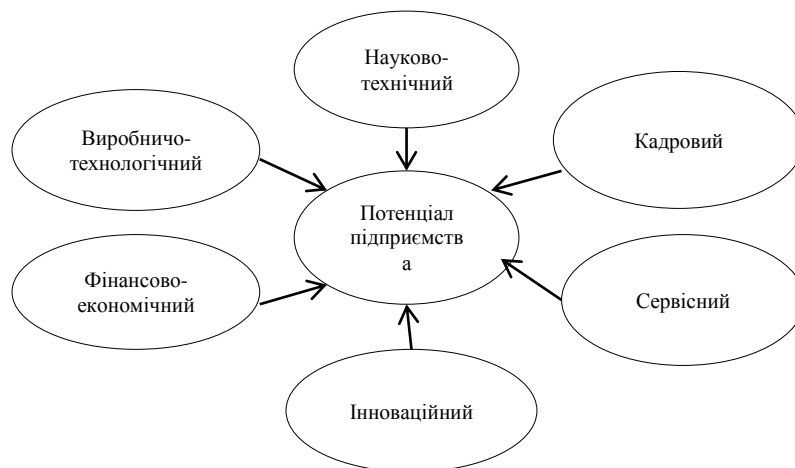 Науково-
технічний
Виробничо-
технологічний
Кадровий
Потенціал
підприємств
а
Фінансово-
економічний
Сервісний
Інноваційний